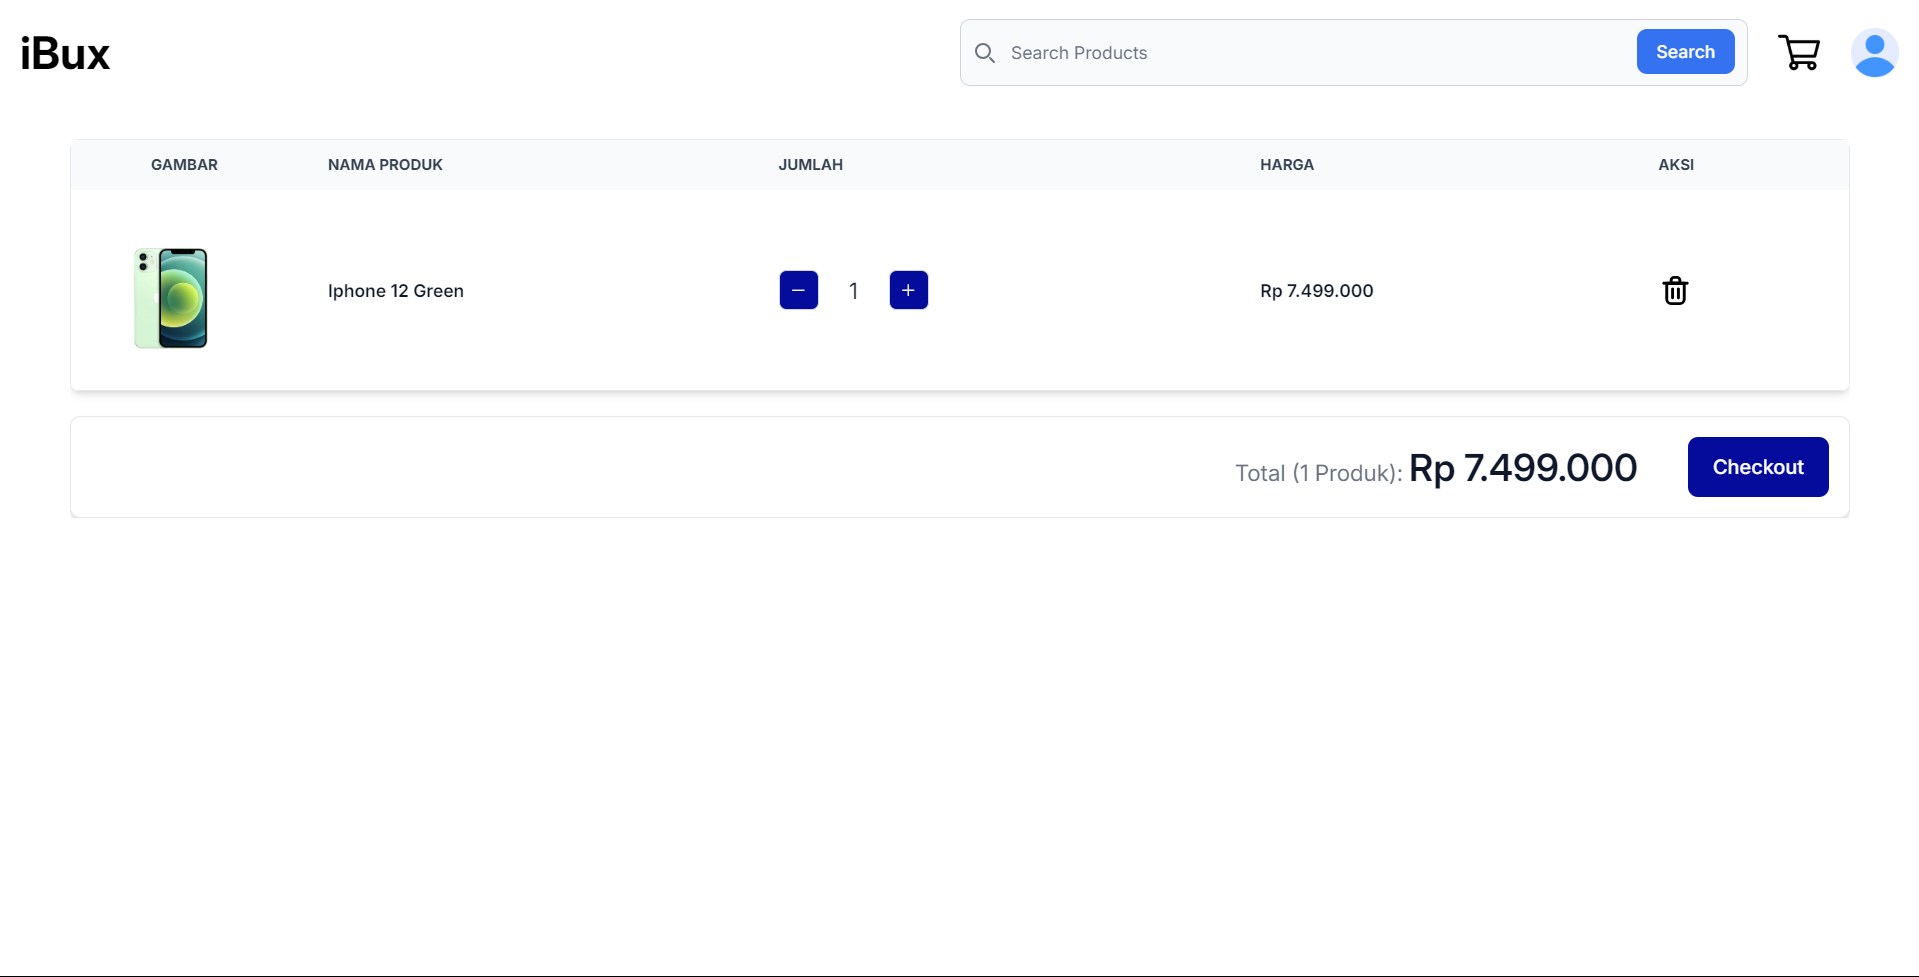 iBux
Search Products
Search
GAMBAR NAMA PRODUK JUMLAH HARGA AKSI
Iphone 12 Green − 1 + Rp 7.499.000
Total (1 Produk): Rp 7.499.000
Checkout